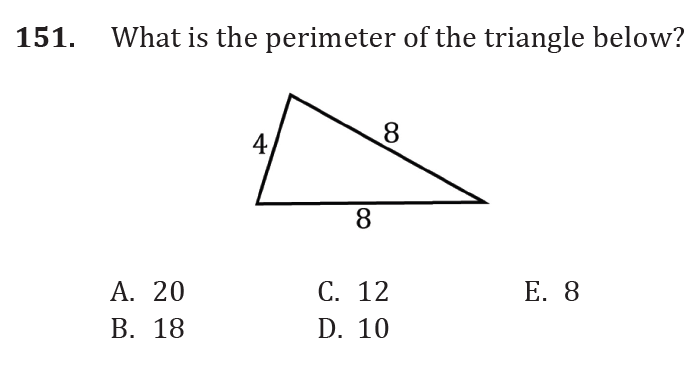 151. What is the perimeter of the triangle below?
4
8
8
A. 20 C. 12 E. 8
B. 18 D. 10